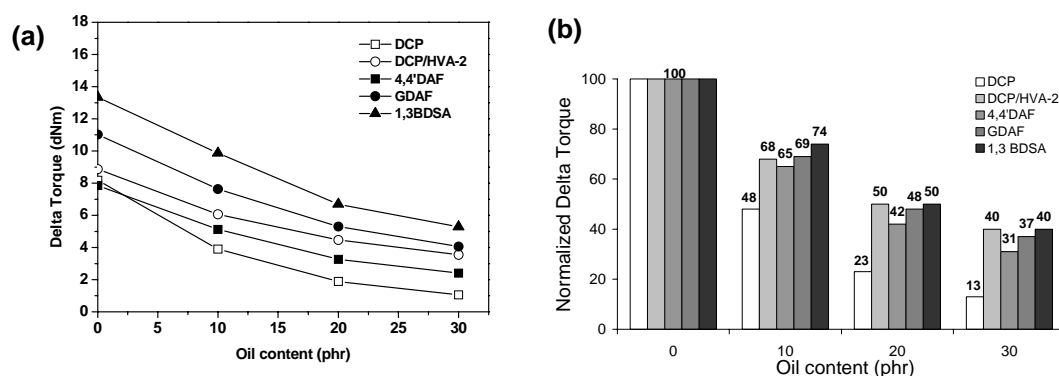 (a)
18
16
14
12
10
8
6
4
2
0
Delta Torque (dNm)
0 5 10 15 20 25 30
Oil content (phr)
DCP
DCP/HVA-2
4,4'DAF
GDAF
1,3BDSA
(b)
100
80
60
40
20
0
Normalized Delta Torque
100
48 68 65 69 74
23 50 42 48 50
13 40 31 37 40
0 10 20 30
Oil content (phr)
DCP
DCP/HVA-2
4,4'DAF
GDAF
1,3 BDSA